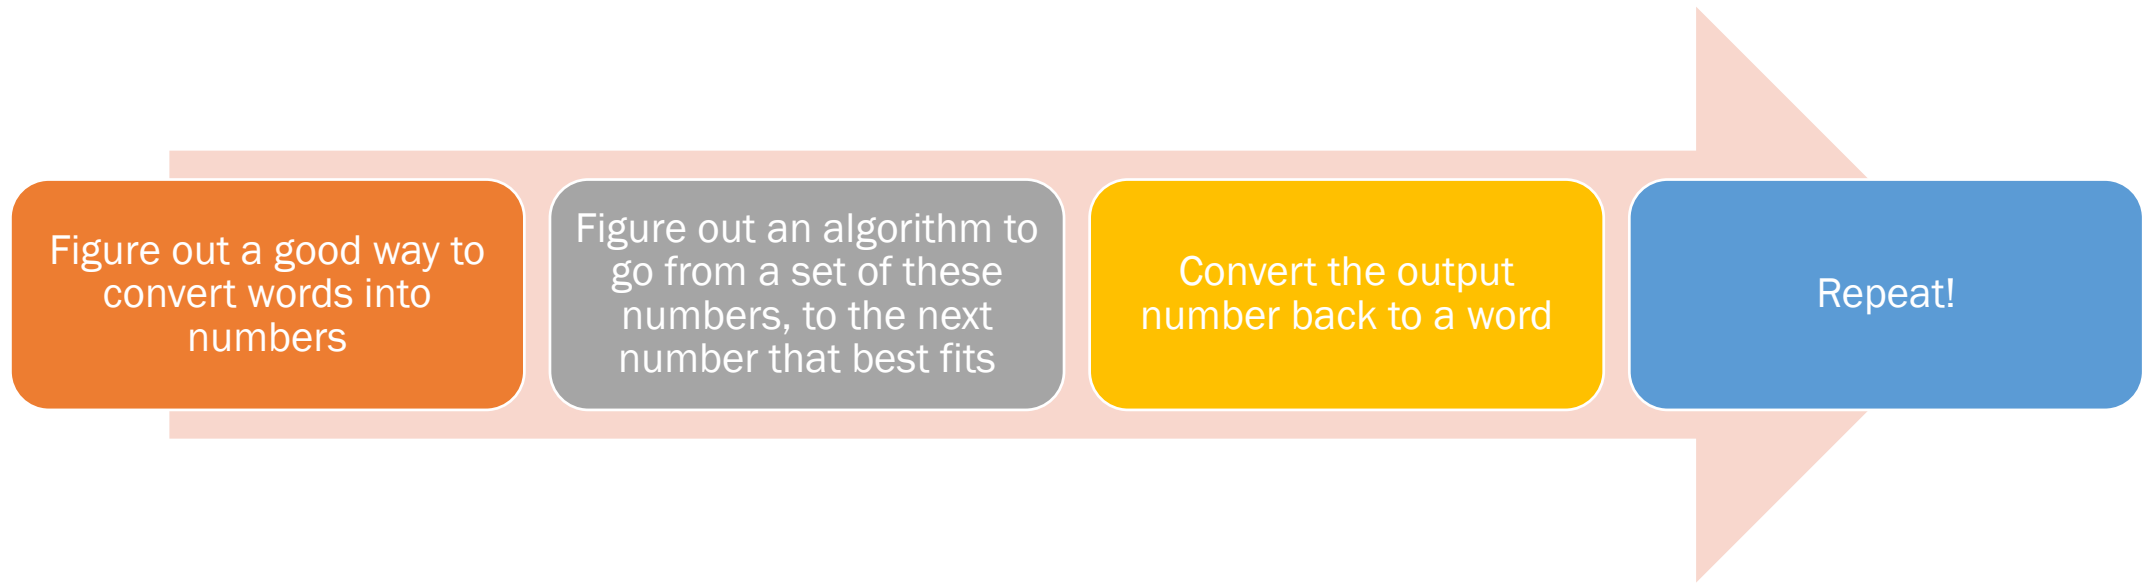 Figure out a good way to
convert words into
numbers
Figure out an algorithm to
go from a set of these
numbers, to the next
number that best fits
Convert the output
number back to a word
Repeat!